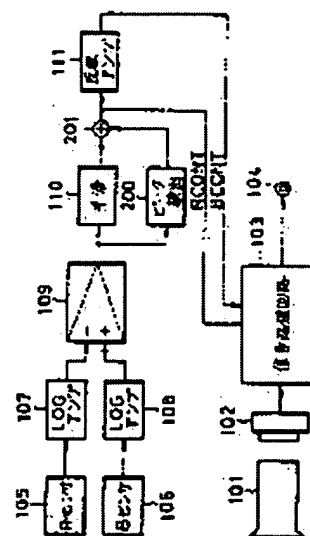 105
Rセンサ
107
LOG
アンプ
109
−
+
110
平滑
201
111
反転
アンプ
106
Bセンサ
108
LOG
アンプ
200
ピーク
検出
RCONT
BCONT
101
102
103
信号処理回路
104